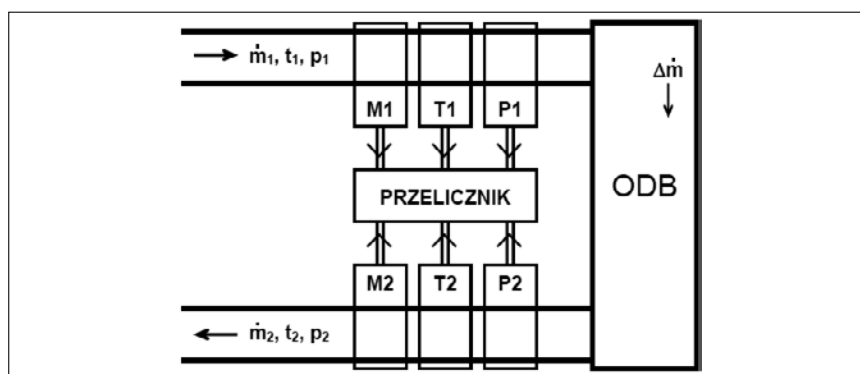 ṁ₁, t₁, p₁
Δṁ
M1 T1 P1
PRZELICZNIK
ODB
M2 T2 P2
ṁ₂, t₂, p₂